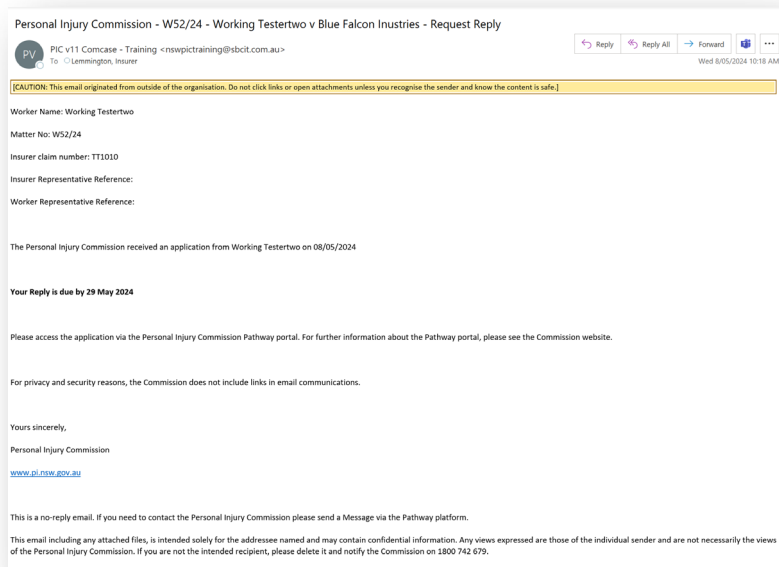 Personal Injury Commission - W52/24 - Working Testertwo v Blue Falcon Inustries - Request Reply
PV
PIC v11 Comcase - Training <nswpictraining@sbcit.com.au>
To Lemmington, Insurer
Reply
Reply All
Forward
Wed 8/05/2024 10:18 AM
[CAUTION: This email originated from outside of the organisation. Do not click links or open attachments unless you recognise the sender and know the content is safe.]
Worker Name: Working Testertwo
Matter No: W52/24
Insurer claim number: TT1010
Insurer Representative Reference:
Worker Representative Reference:
The Personal Injury Commission received an application from Working Testertwo on 08/05/2024
Your Reply is due by 29 May 2024
Please access the application via the Personal Injury Commission Pathway portal. For further information about the Pathway portal, please see the Commission website.
For privacy and security reasons, the Commission does not include links in email communications.
Yours sincerely,
Personal Injury Commission
www.pi.nsw.gov.au
This is a no-reply email. If you need to contact the Personal Injury Commission please send a Message via the Pathway platform.
This email including any attached files, is intended solely for the addressee named and may contain confidential information. Any views expressed are those of the individual sender and are not necessarily the views
of the Personal Injury Commission. If you are not the intended recipient, please delete it and notify the Commission on 1800 742 679.